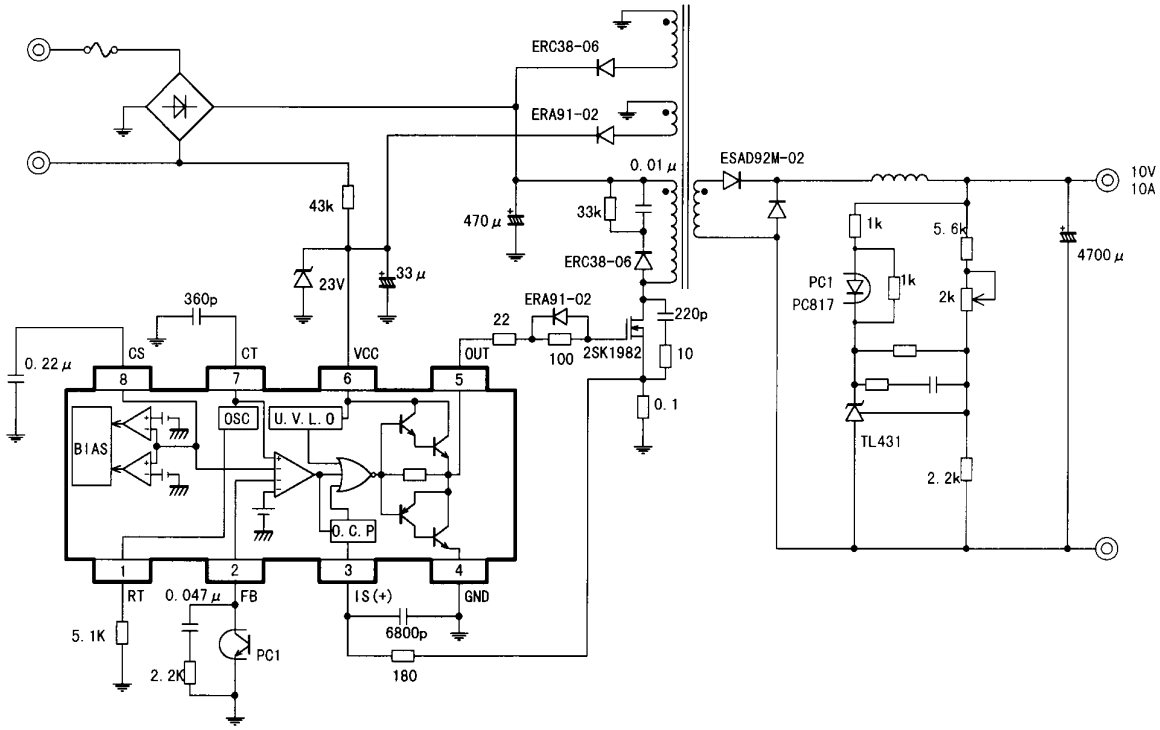 ERC38-06
ERA91-02
0.01μ
ESAD92M-02
10V
10A
43k
470μ
33k
1k
5.6k
4700μ
ERC38-06
23V
33μ
PC1
PC817
1k
2k
360p
ERA91-02
220p
22
100
2SK1982
10
0.22μ
CS
CT
VCC
OUT
8
7
6
5
0.1
TL431
BIAS
OSC
U.V.L.O
2.2k
O.C.P
1
2
3
4
RT
0.047μ
FB
IS(+)
GND
6800p
5.1K
2.2K
PC1
180